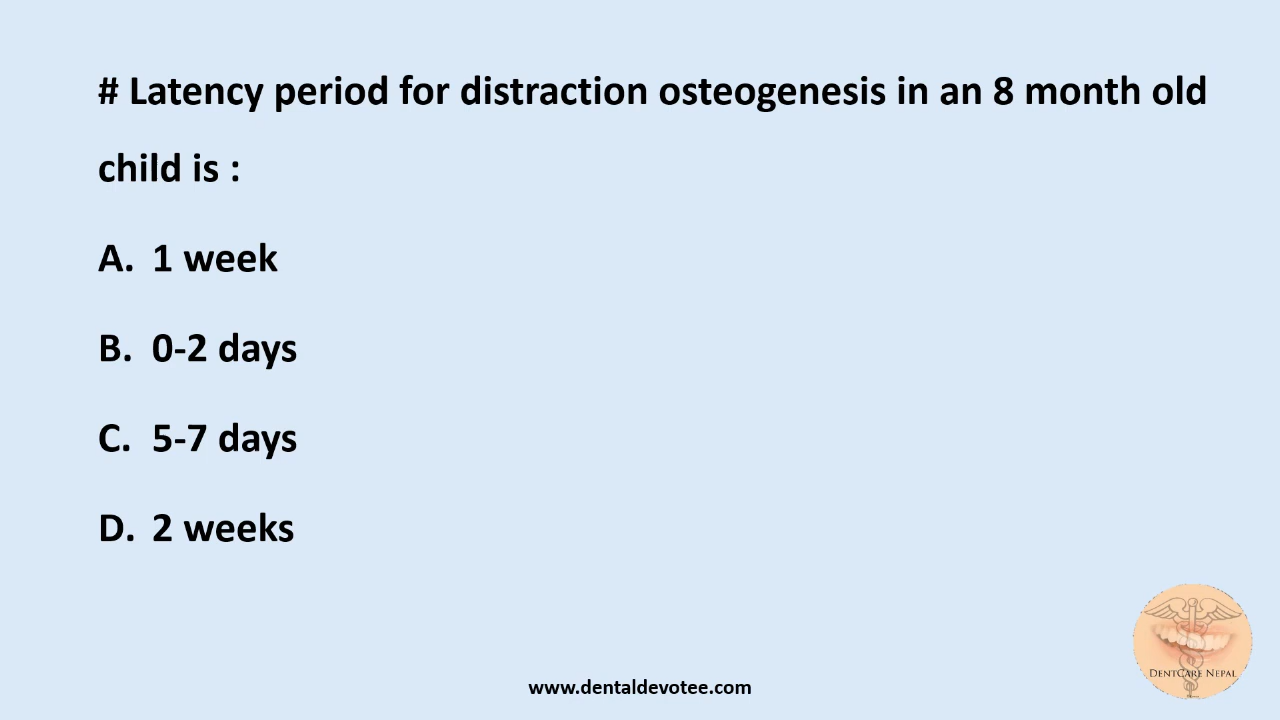 # Latency period for distraction osteogenesis in an 8 month old
child is :
A. 1 week
B. 0-2 days
C. 5-7 days
D. 2 weeks
DENTCARE NEPAL
www.dentaldevotee.com